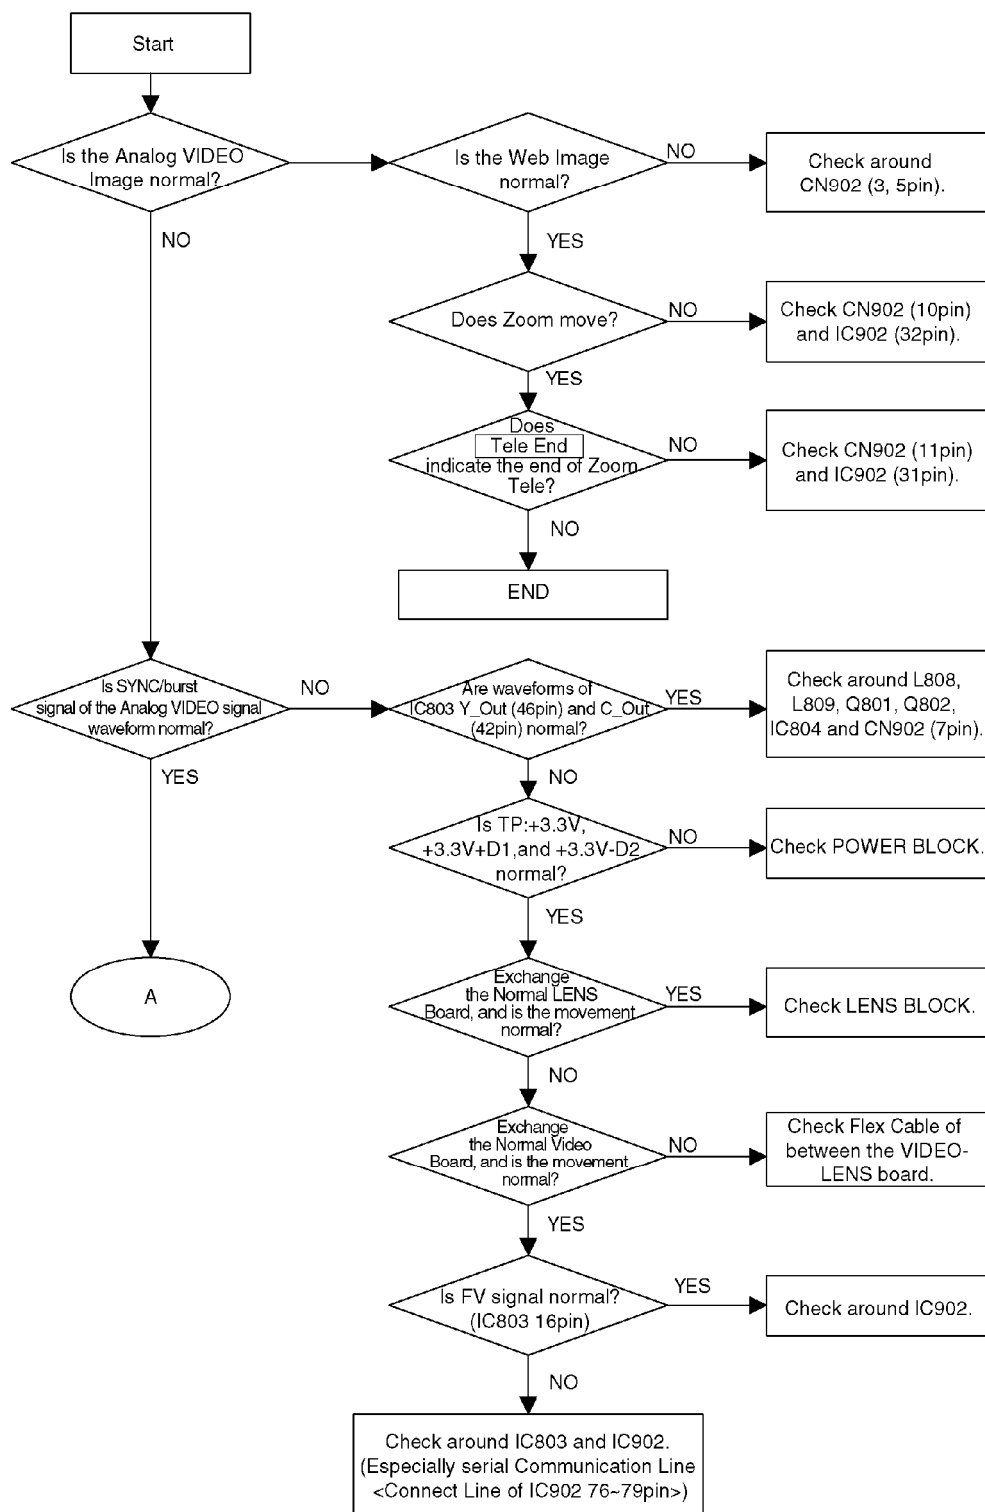 Start
Is the Analog VIDEO
Image normal?
NO
Is the Web Image
normal?
NO
Check around
CN902 (3, 5pin).
YES
Does Zoom move?
NO
Check CN902 (10pin)
and IC902 (32pin).
YES
Does
Tele End
indicate the end of Zoom
Tele?
NO
Check CN902 (11pin)
and IC902 (31pin).
NO
END
Is SYNC/burst
signal of the Analog VIDEO signal
waveform normal?
NO
YES
A
Are waveforms of
IC803 Y_Out (46pin) and C_Out
(42pin) normal?
YES
Check around L808,
L809, Q801, Q802,
IC804 and CN902 (7pin).
NO
Is TP:+3.3V,
+3.3V+D1,and +3.3V-D2
normal?
NO
Check POWER BLOCK.
YES
Exchange
the Normal LENS
Board, and is the movement
normal?
YES
Check LENS BLOCK.
NO
Exchange
the Normal Video
Board, and is the movement
normal?
NO
Check Flex Cable of
between the VIDEO-
LENS board.
YES
Is FV signal normal?
(IC803 16pin)
YES
Check around IC902.
NO
Check around IC803 and IC902.
(Especially serial Communication Line
<Connect Line of IC902 76~79pin>)